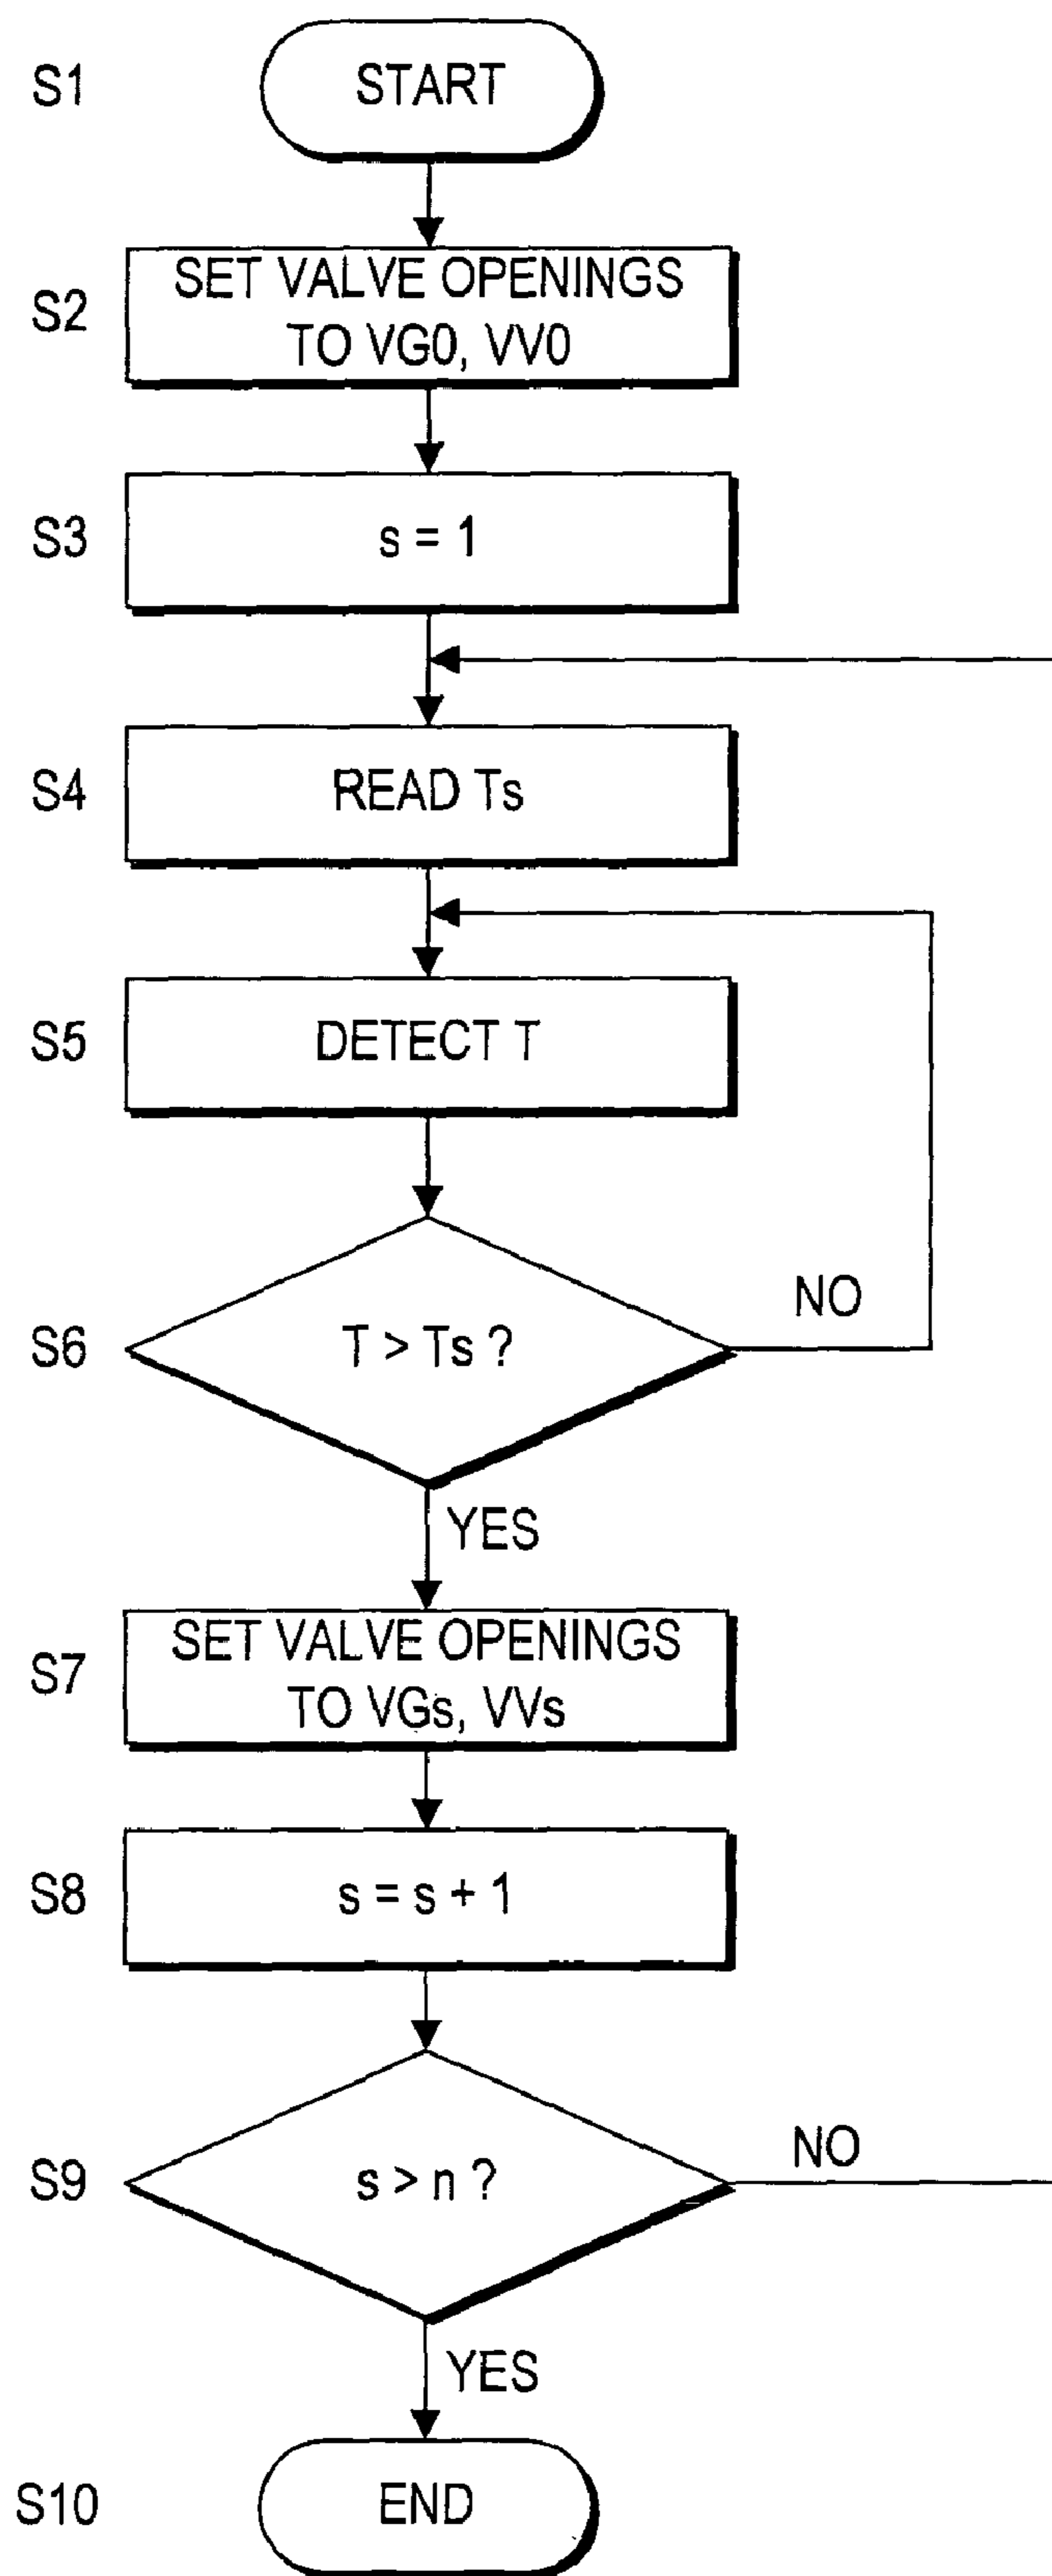 S1
START
S2
SET VALVE OPENINGS
TO VG0, VV0
S3
s = 1
S4
READ Ts
S5
DETECT T
S6
T > Ts ?
NO
YES
S7
SET VALVE OPENINGS
TO VGs, VVs
S8
s = s + 1
S9
s > n ?
NO
YES
S10
END